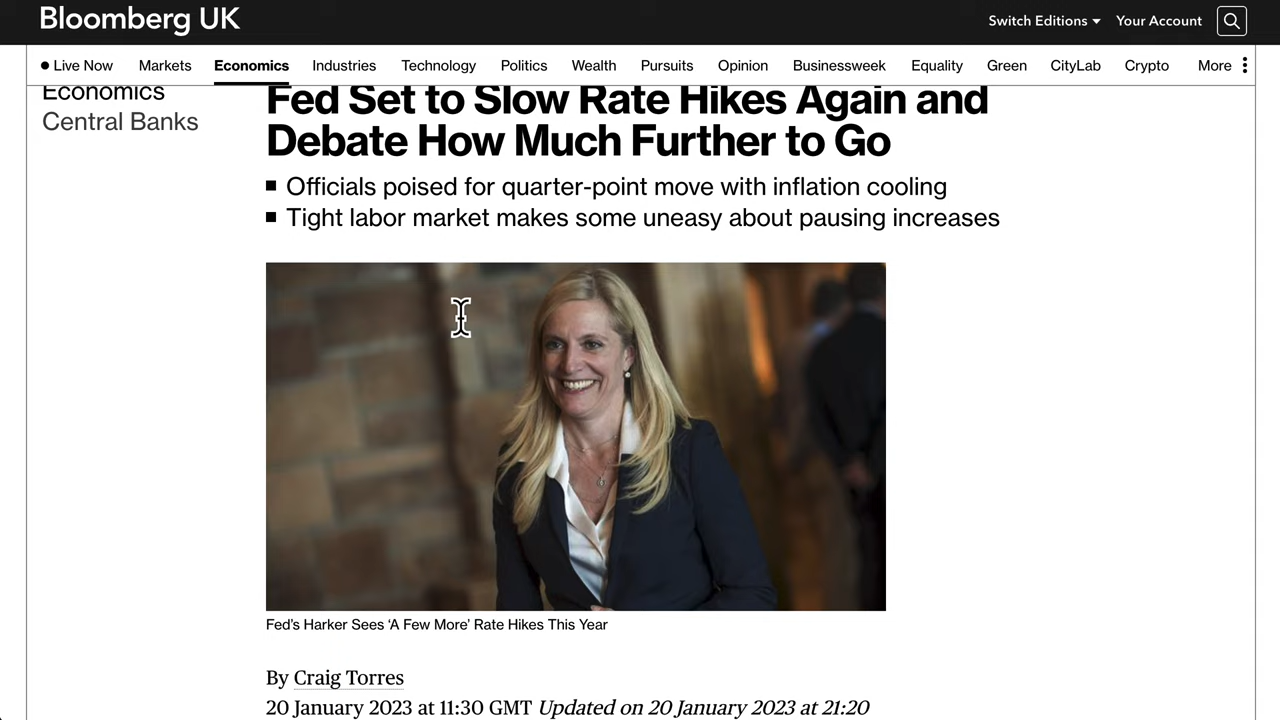 Bloomberg UK
Switch Editions
Your Account
Live Now
Markets
Economics
Industries
Technology
Politics
Wealth
Pursuits
Opinion
Businessweek
Equality
Green
CityLab
Crypto
More
Economics
Central Banks
Fed Set to Slow Rate Hikes Again and
Debate How Much Further to Go
Officials poised for quarter-point move with inflation cooling
Tight labor market makes some uneasy about pausing increases
Fed's Harker Sees ‘A Few More’ Rate Hikes This Year
By Craig Torres
20 January 2023 at 11:30 GMT Updated on 20 January 2023 at 21:20